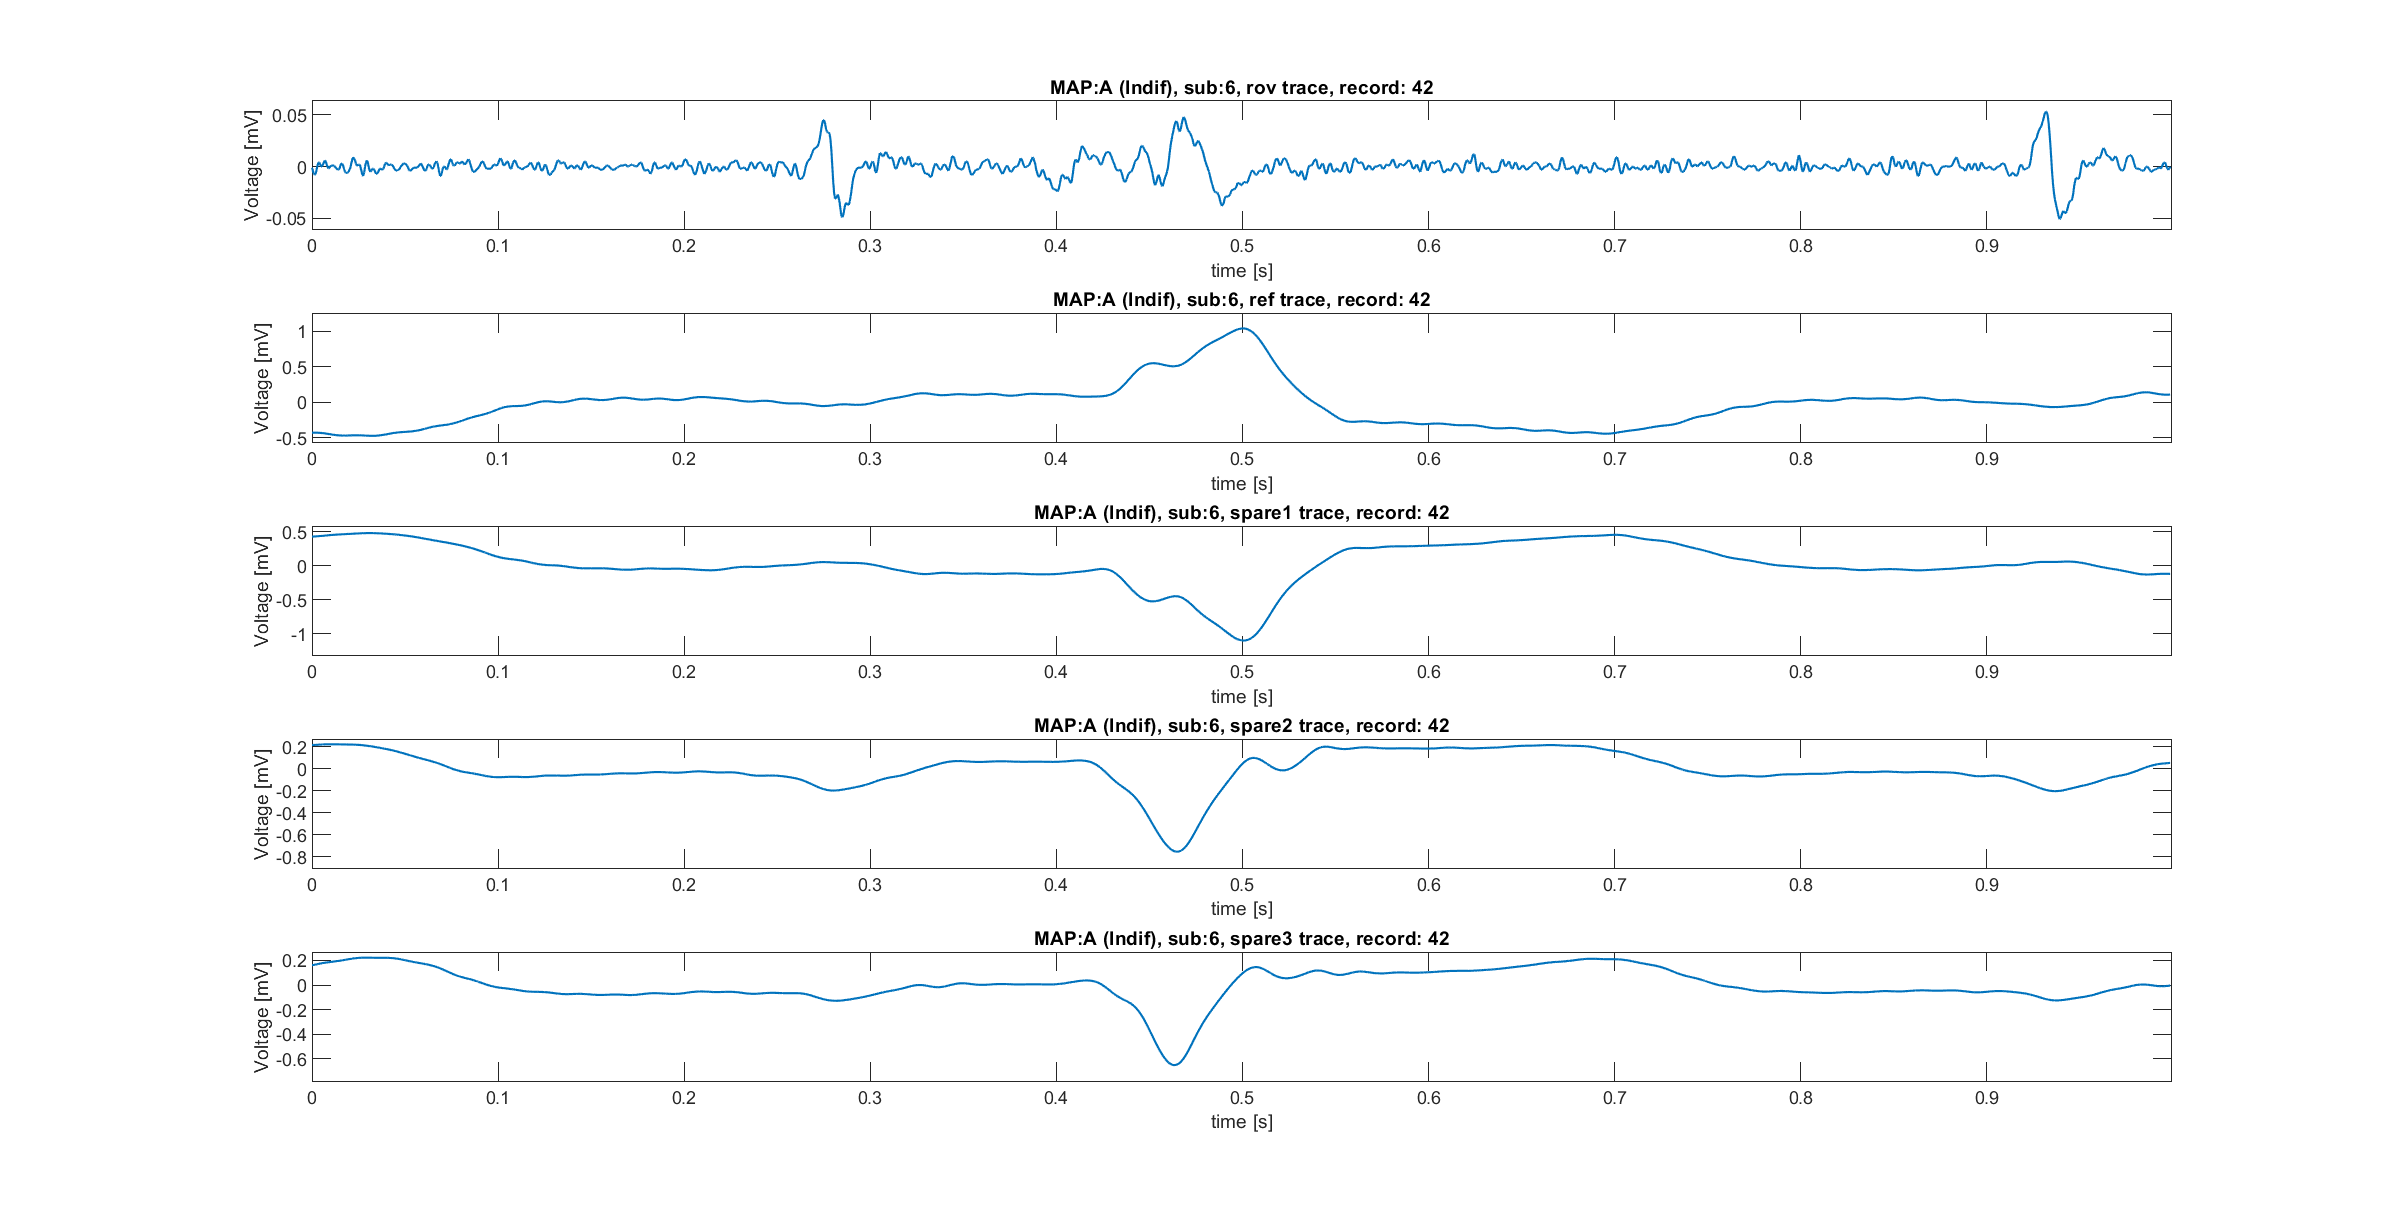 MAP:A (Indif), sub:6, rov trace, record: 42
Voltage [mV]
0.05
0
-0.05
0 0.1 0.2 0.3 0.4 0.5 0.6 0.7 0.8 0.9
time [s]
MAP:A (Indif), sub:6, ref trace, record: 42
Voltage [mV]
1
0.5
0
-0.5
0 0.1 0.2 0.3 0.4 0.5 0.6 0.7 0.8 0.9
time [s]
MAP:A (Indif), sub:6, spare1 trace, record: 42
Voltage [mV]
0.5
0
-0.5
-1
0 0.1 0.2 0.3 0.4 0.5 0.6 0.7 0.8 0.9
time [s]
MAP:A (Indif), sub:6, spare2 trace, record: 42
Voltage [mV]
0.2
0
-0.2
-0.4
-0.6
-0.8
0 0.1 0.2 0.3 0.4 0.5 0.6 0.7 0.8 0.9
time [s]
MAP:A (Indif), sub:6, spare3 trace, record: 42
Voltage [mV]
0.2
0
-0.2
-0.4
-0.6
0 0.1 0.2 0.3 0.4 0.5 0.6 0.7 0.8 0.9
time [s]